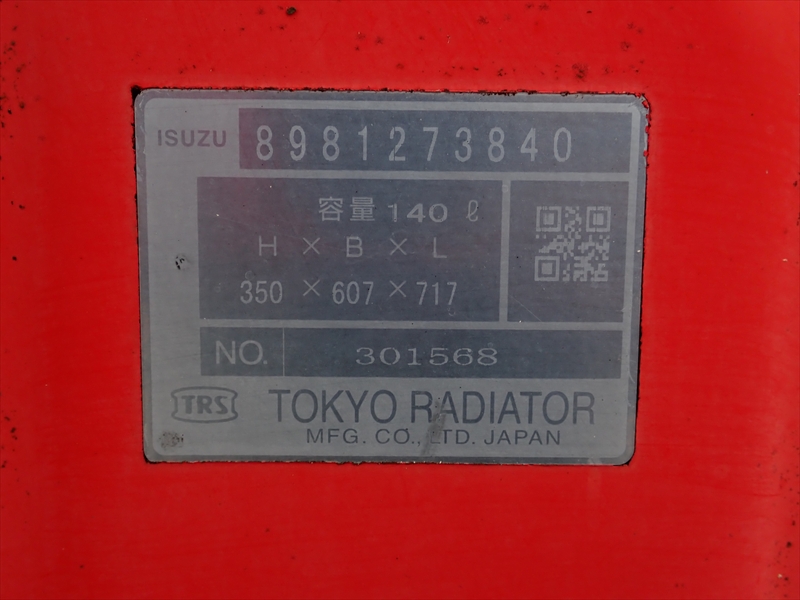 ISUZU 8981273840
容量 140 ℓ
H × B × L
350 × 607 × 717
NO. 301568
TRS TOKYO RADIATOR
MFG. CO., LTD. JAPAN